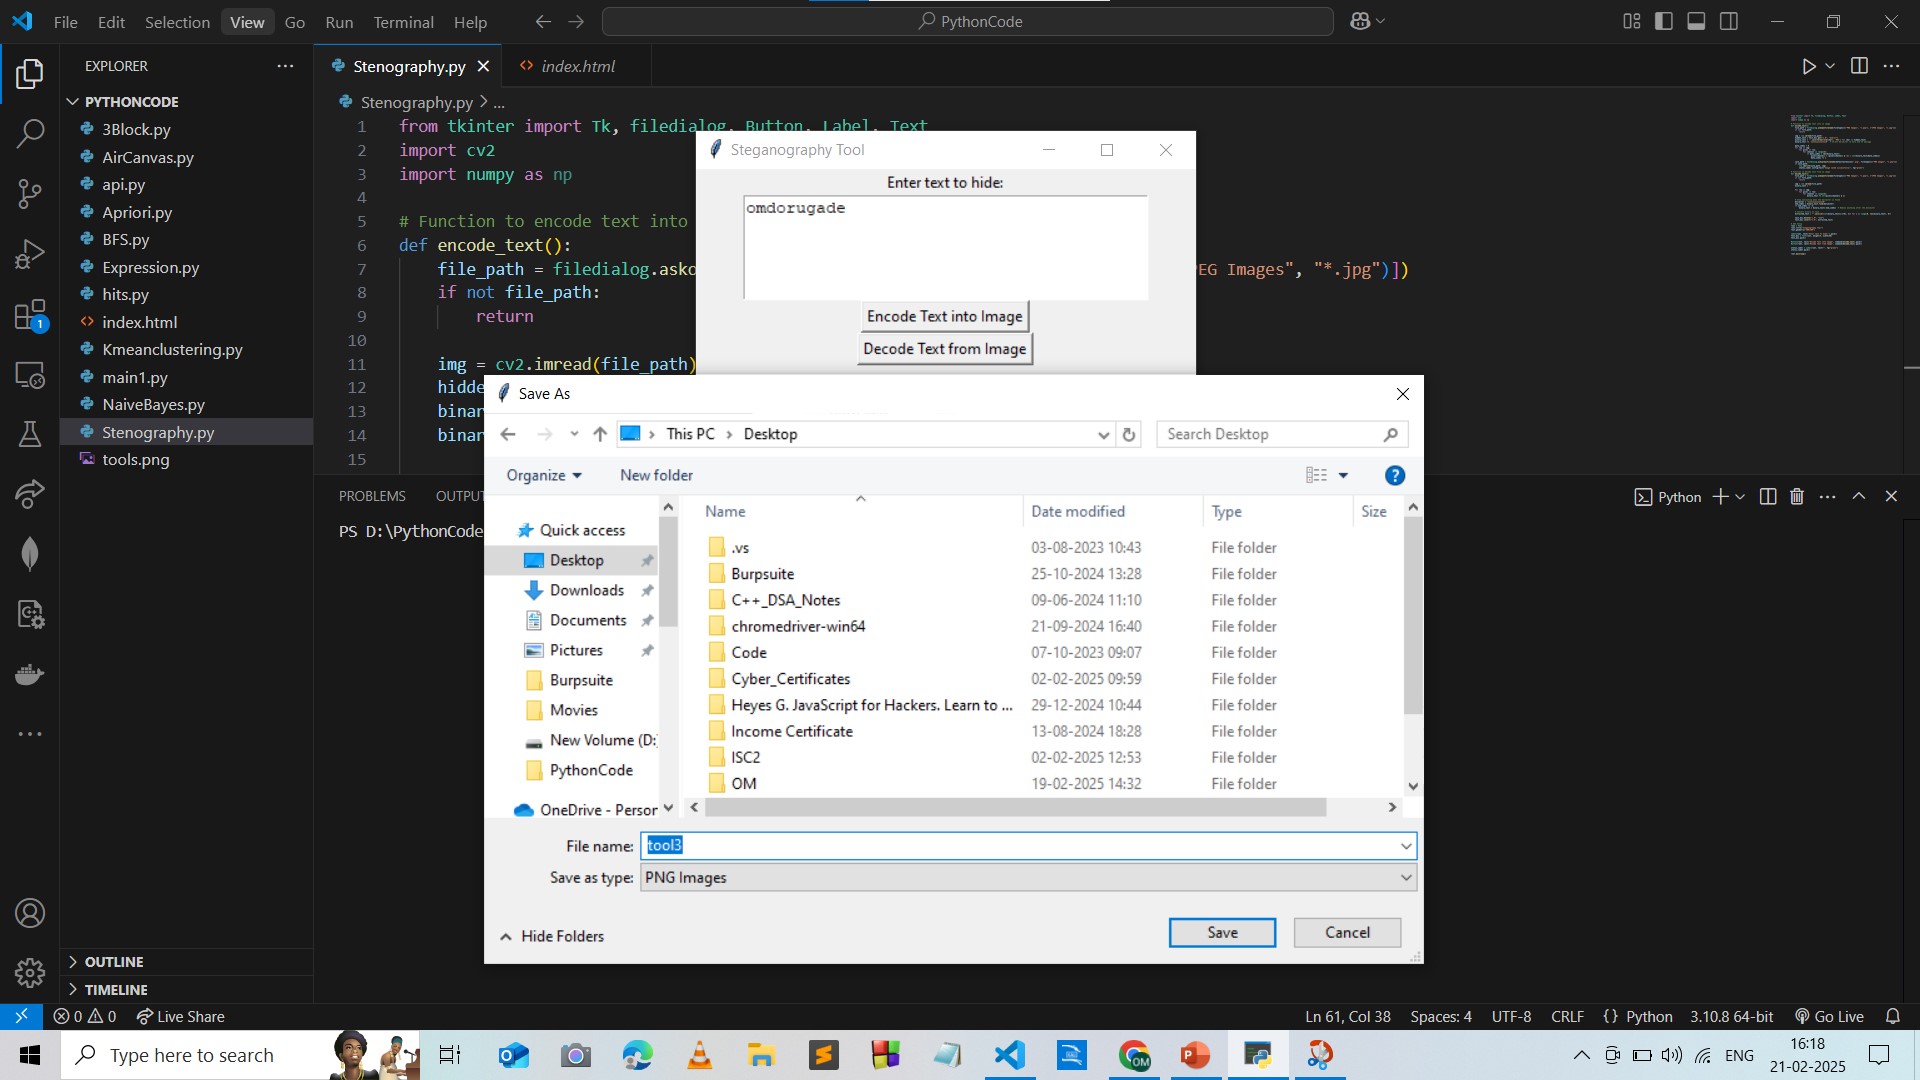 File Edit Selection View Go Run Terminal Help
PythonCode
EXPLORER
PYTHONCODE
3Block.py
AirCanvas.py
api.py
Apriori.py
BFS.py
Expression.py
hits.py
index.html
Kmeanclustering.py
main1.py
NaiveBayes.py
Stenography.py
tools.png
OUTLINE
TIMELINE
1
Stenography.py
index.html
Stenography.py > ...
1 from tkinter import Tk, filedialog, Button, Label, Text
2 import cv2
3 import numpy as np
4
5 # Function to encode text into
6 def encode_text():
7 file_path = filedialog.asko
EG Images", "*.jpg")])
8 if not file_path:
9 return
10
11 img = cv2.imread(file_path)
12 hidde
13 binar
14 binar
15
PROBLEMS OUTPU
Python
PS D:\PythonCode
Steganography Tool
Enter text to hide:
omdorugade
Encode Text into Image
Decode Text from Image
Save As
This PC > Desktop
Search Desktop
Organize New folder
Quick access
Desktop
Downloads
Documents
Pictures
Burpsuite
Movies
New Volume (D:
PythonCode
OneDrive - Person
Name Date modified Type Size
.vs 03-08-2023 10:43 File folder
Burpsuite 25-10-2024 13:28 File folder
C++_DSA_Notes 09-06-2024 11:10 File folder
chromedriver-win64 21-09-2024 16:40 File folder
Code 07-10-2023 09:07 File folder
Cyber_Certificates 02-02-2025 09:59 File folder
Heyes G. JavaScript for Hackers. Learn to ... 29-12-2024 10:44 File folder
Income Certificate 13-08-2024 18:28 File folder
ISC2 02-02-2025 12:53 File folder
OM 19-02-2025 14:32 File folder
File name: tool3
Save as type: PNG Images
Hide Folders
Save Cancel
0 0 Live Share
Ln 61, Col 38 Spaces: 4 UTF-8 CRLF {} Python 3.10.8 64-bit Go Live
Type here to search
OM
ENG
16:18
21-02-2025